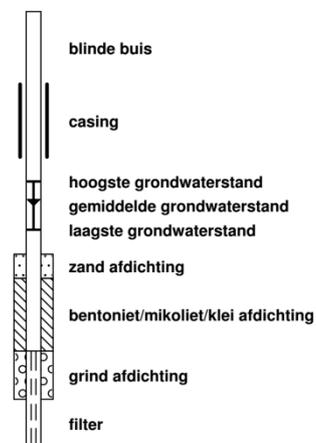 blinde buis
casing
hoogste grondwaterstand
gemiddelde grondwaterstand
laagste grondwaterstand
zand afdichting
bentoniet/mikoliet/klei afdichting
grind afdichting
filter